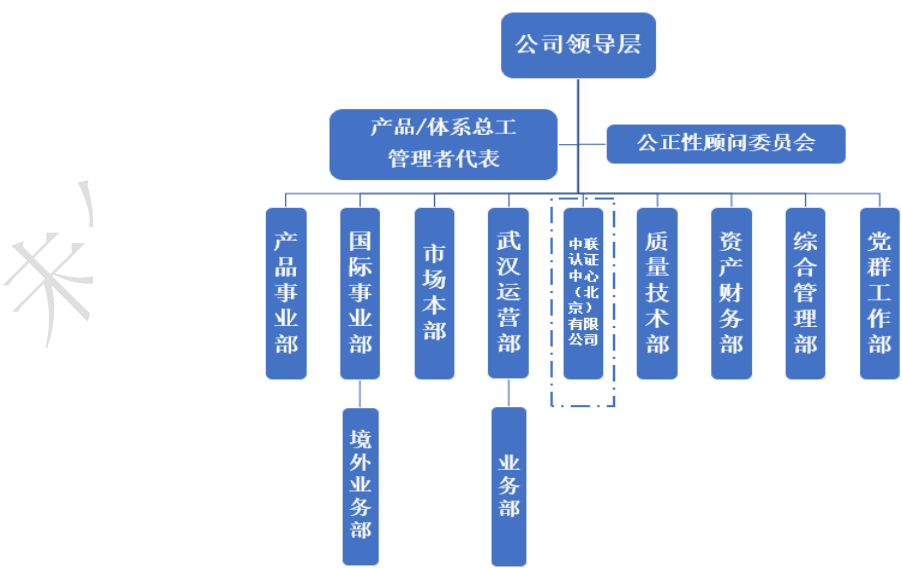 公司领导层
产品/体系总工
管理者代表
公正性顾问委员会
产品事业部
国际事业部
市场本部
武汉运营部
中联
认证
中心
（北
京）
有限
公司
质量技术部
资产财务部
综合管理部
党群工作部
境外业务部
业务部
未